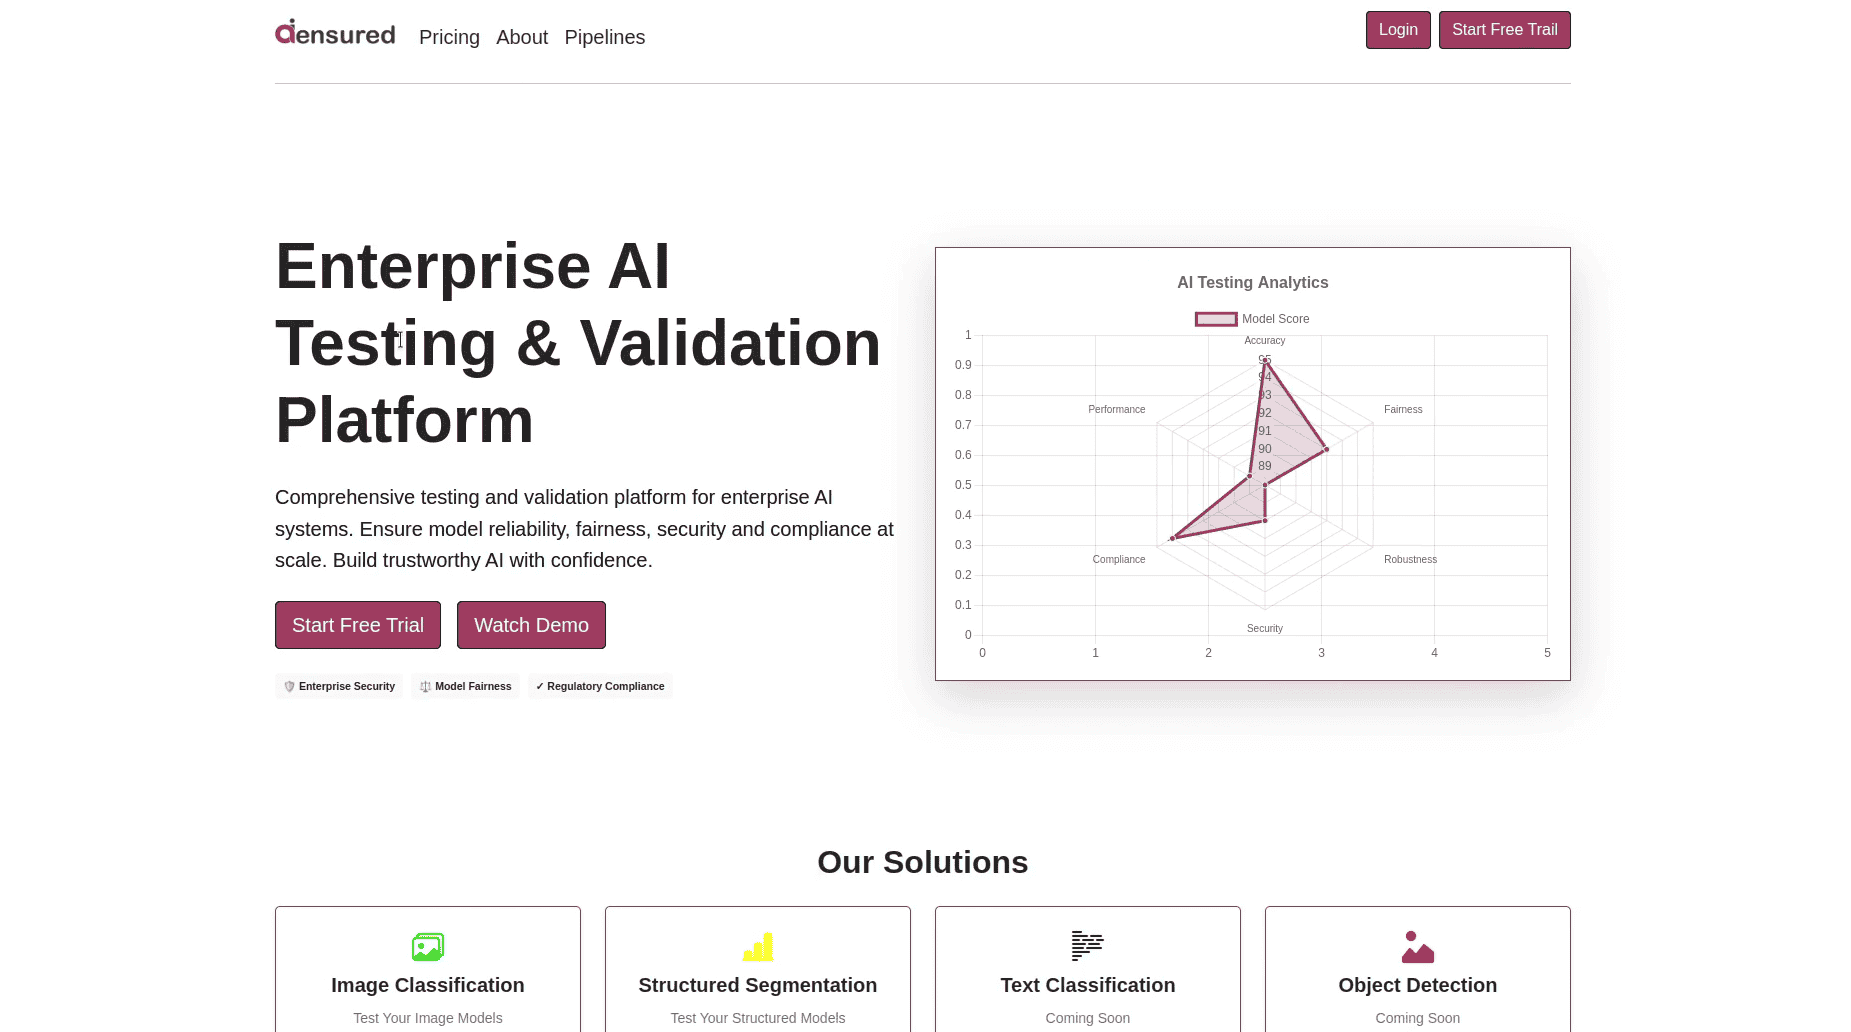 aiensured
Pricing About Pipelines
Login Start Free Trail
Enterprise AI
Testing & Validation
Platform
Comprehensive testing and validation platform for enterprise AI
systems. Ensure model reliability, fairness, security and compliance at
scale. Build trustworthy AI with confidence.
Start Free Trial Watch Demo
Enterprise Security Model Fairness ✓ Regulatory Compliance
AI Testing Analytics
Model Score
1
0.9
0.8
0.7
0.6
0.5
0.4
0.3
0.2
0.1
0
0 1 2 3 4 5
Accuracy
95
94
93
92
91
90
89
Performance Fairness
Compliance Robustness
Security
Our Solutions
Image Classification
Test Your Image Models
Structured Segmentation
Test Your Structured Models
Text Classification
Coming Soon
Object Detection
Coming Soon